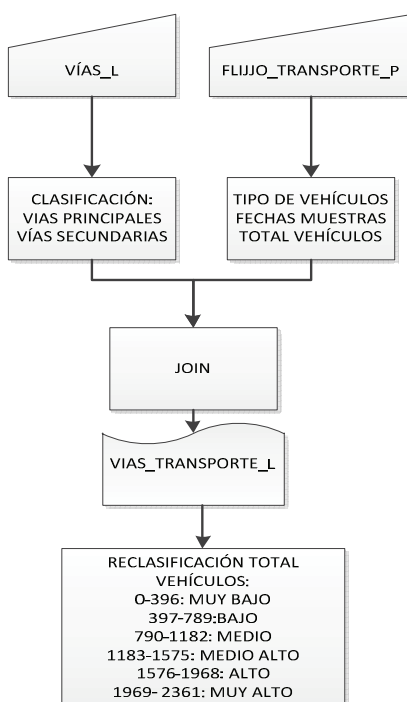 VÍAS_L
FLIJJO_TRANSPORTE_P
CLASIFICACIÓN:
VIAS PRINCIPALES
VÍAS SECUNDARIAS
TIPO DE VEHÍCULOS
FECHAS MUESTRAS
TOTAL VEHÍCULOS
JOIN
VIAS_TRANSPORTE_L
RECLASIFICACIÓN TOTAL
VEHÍCULOS:
0-396: MUY BAJO
397-789:BAJO
790-1182: MEDIO
1183-1575: MEDIO ALTO
1576-1968: ALTO
1969- 2361: MUY ALTO